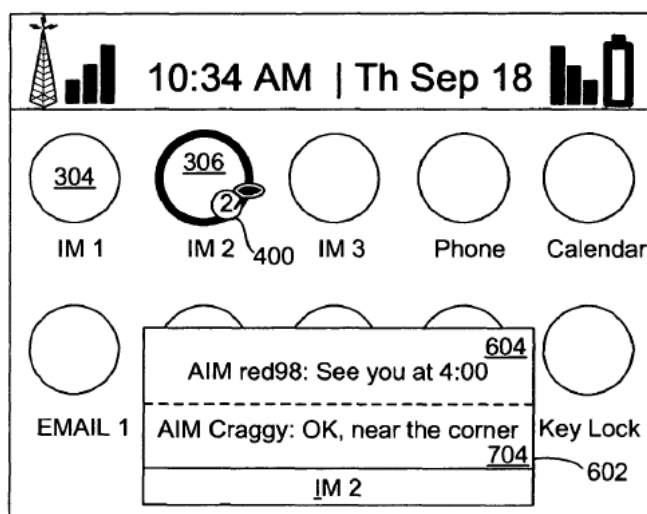 10:34 AM | Th Sep 18
304 306 2
IM 1 IM 2 400 IM 3 Phone Calendar
604
AIM red98: See you at 4:00
EMAIL 1 AIM Craggy: OK, near the corner Key Lock
704 602
IM 2